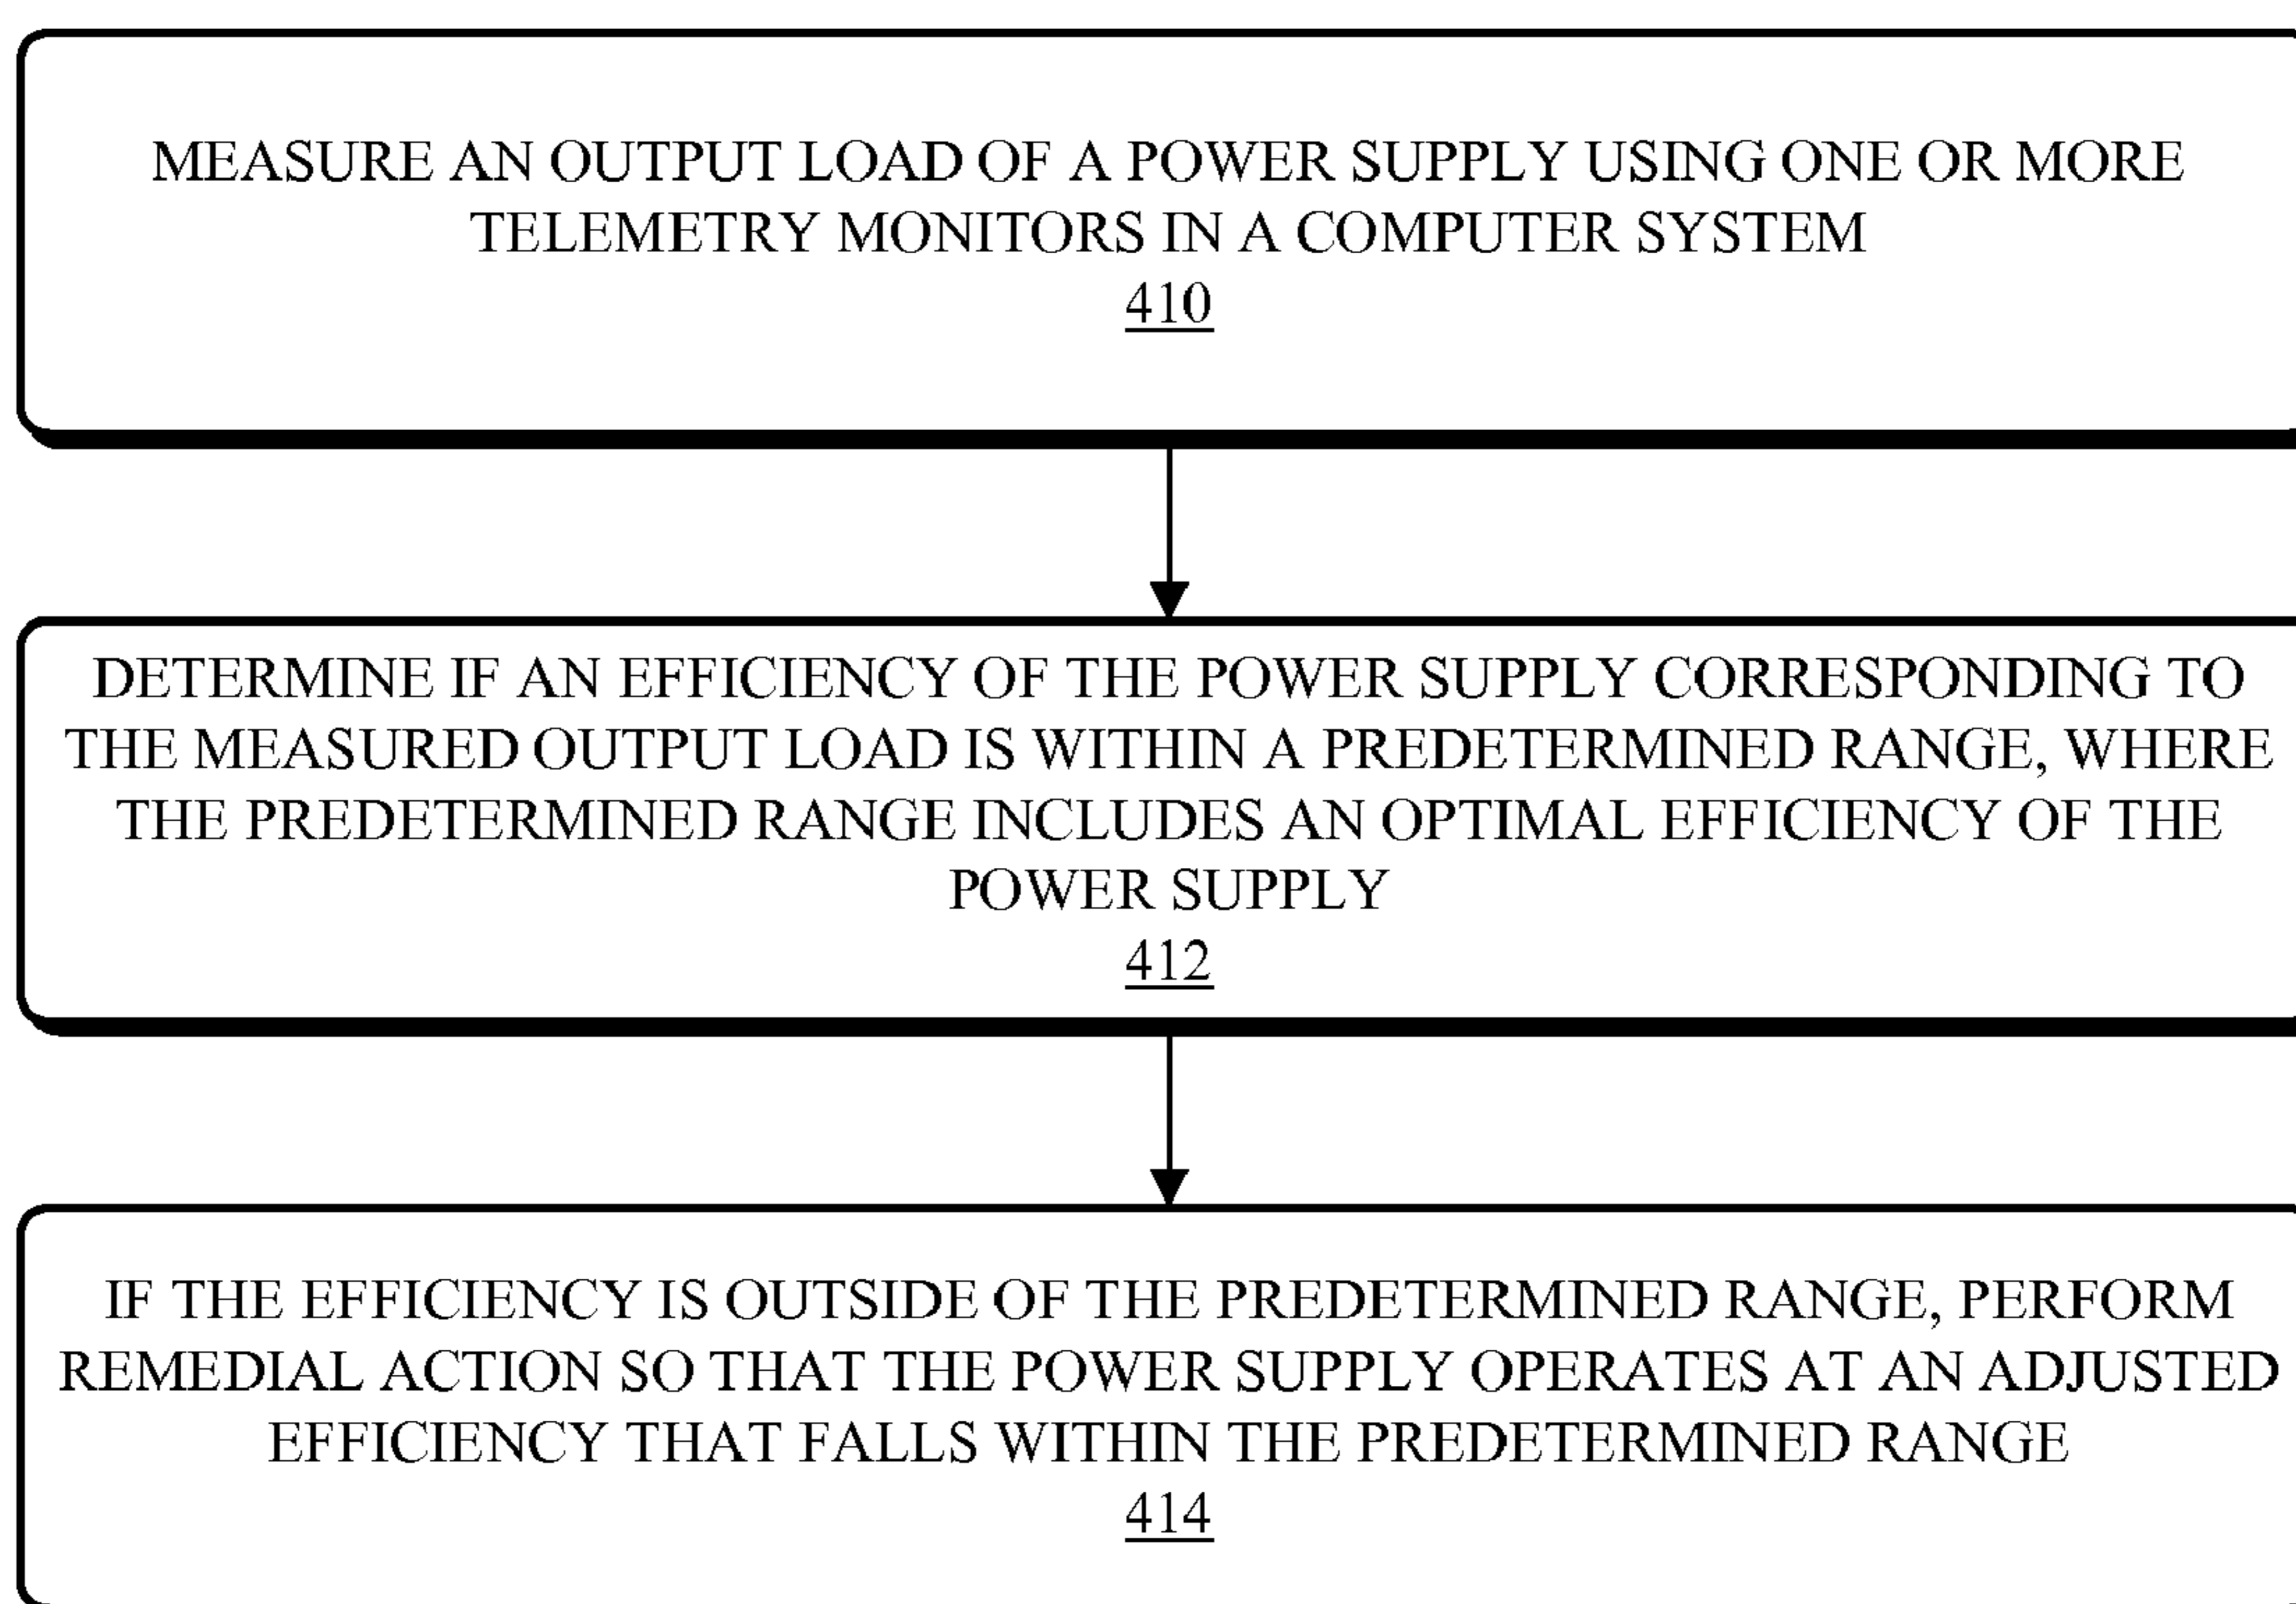 MEASURE AN OUTPUT LOAD OF A POWER SUPPLY USING ONE OR MORE
TELEMETRY MONITORS IN A COMPUTER SYSTEM
410
DETERMINE IF AN EFFICIENCY OF THE POWER SUPPLY CORRESPONDING TO
THE MEASURED OUTPUT LOAD IS WITHIN A PREDETERMINED RANGE, WHERE
THE PREDETERMINED RANGE INCLUDES AN OPTIMAL EFFICIENCY OF THE
POWER SUPPLY
412
IF THE EFFICIENCY IS OUTSIDE OF THE PREDETERMINED RANGE, PERFORM
REMEDIAL ACTION SO THAT THE POWER SUPPLY OPERATES AT AN ADJUSTED
EFFICIENCY THAT FALLS WITHIN THE PREDETERMINED RANGE
414